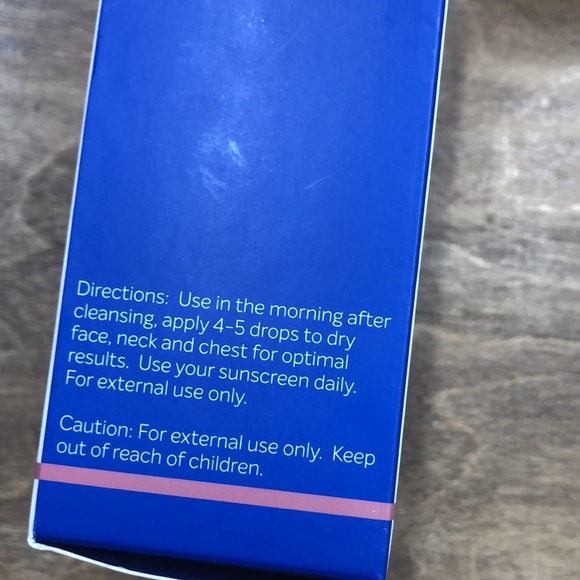 Directions:  Use in the morning after
cleansing, apply 4-5 drops to dry
face, neck and chest for optimal
results.  Use your sunscreen daily.
For external use only.
Caution: For external use only.  Keep
out of reach of children.